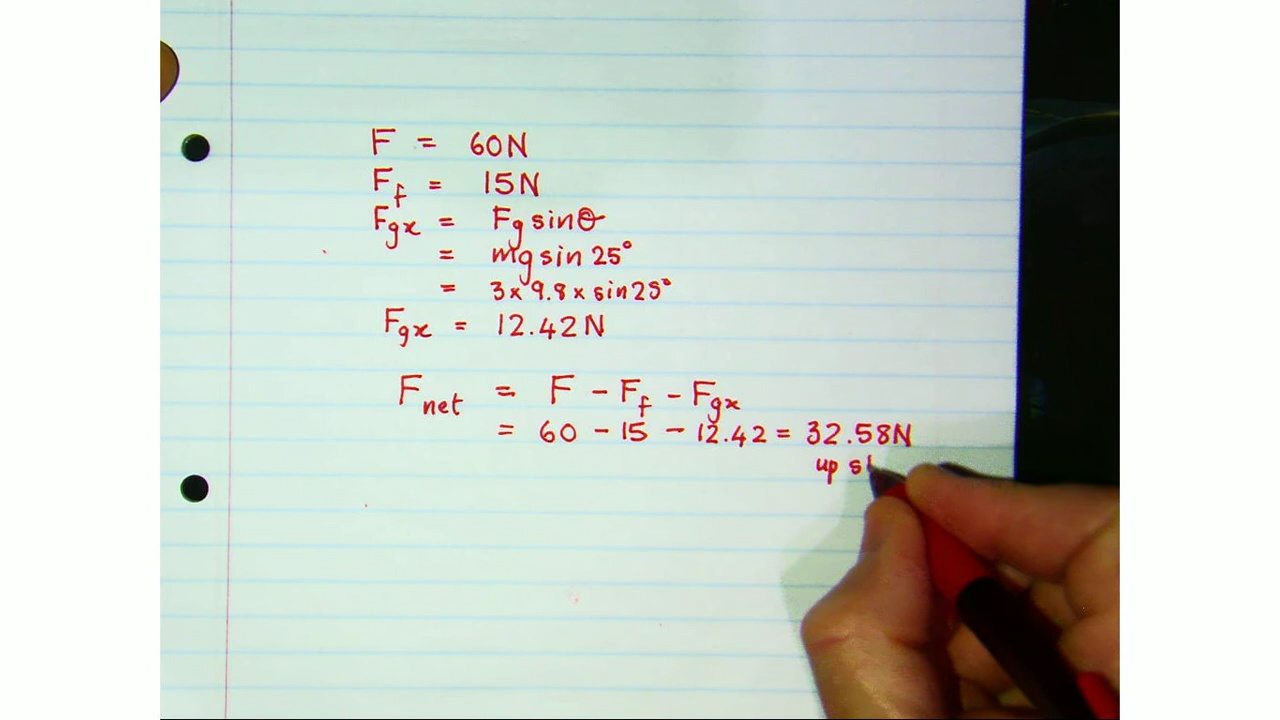 F = 60N
Ff = 15N
Fgx = Fg sinθ
= mg sin 25°
= 3 x 9.8 x sin 25°
Fgx = 12.42N
Fnet = F - Ff - Fgx
= 60 - 15 - 12.42 = 32.58N
up